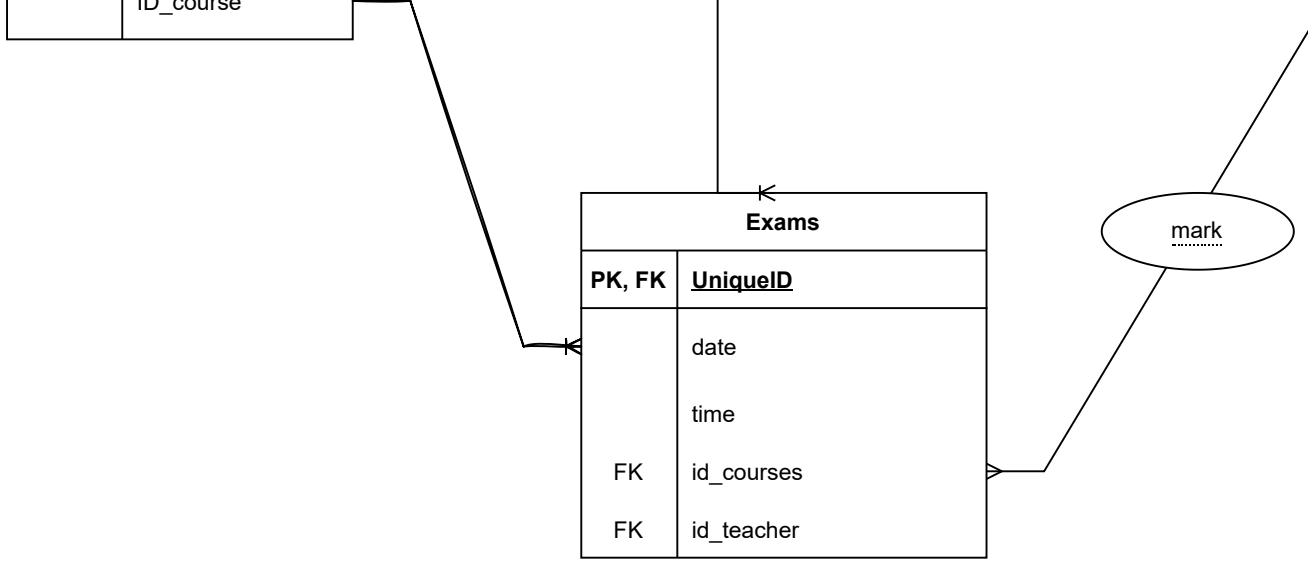 ID_course
Exams
mark
PK, FK UniqueID
date
time
FK id_courses
FK id_teacher